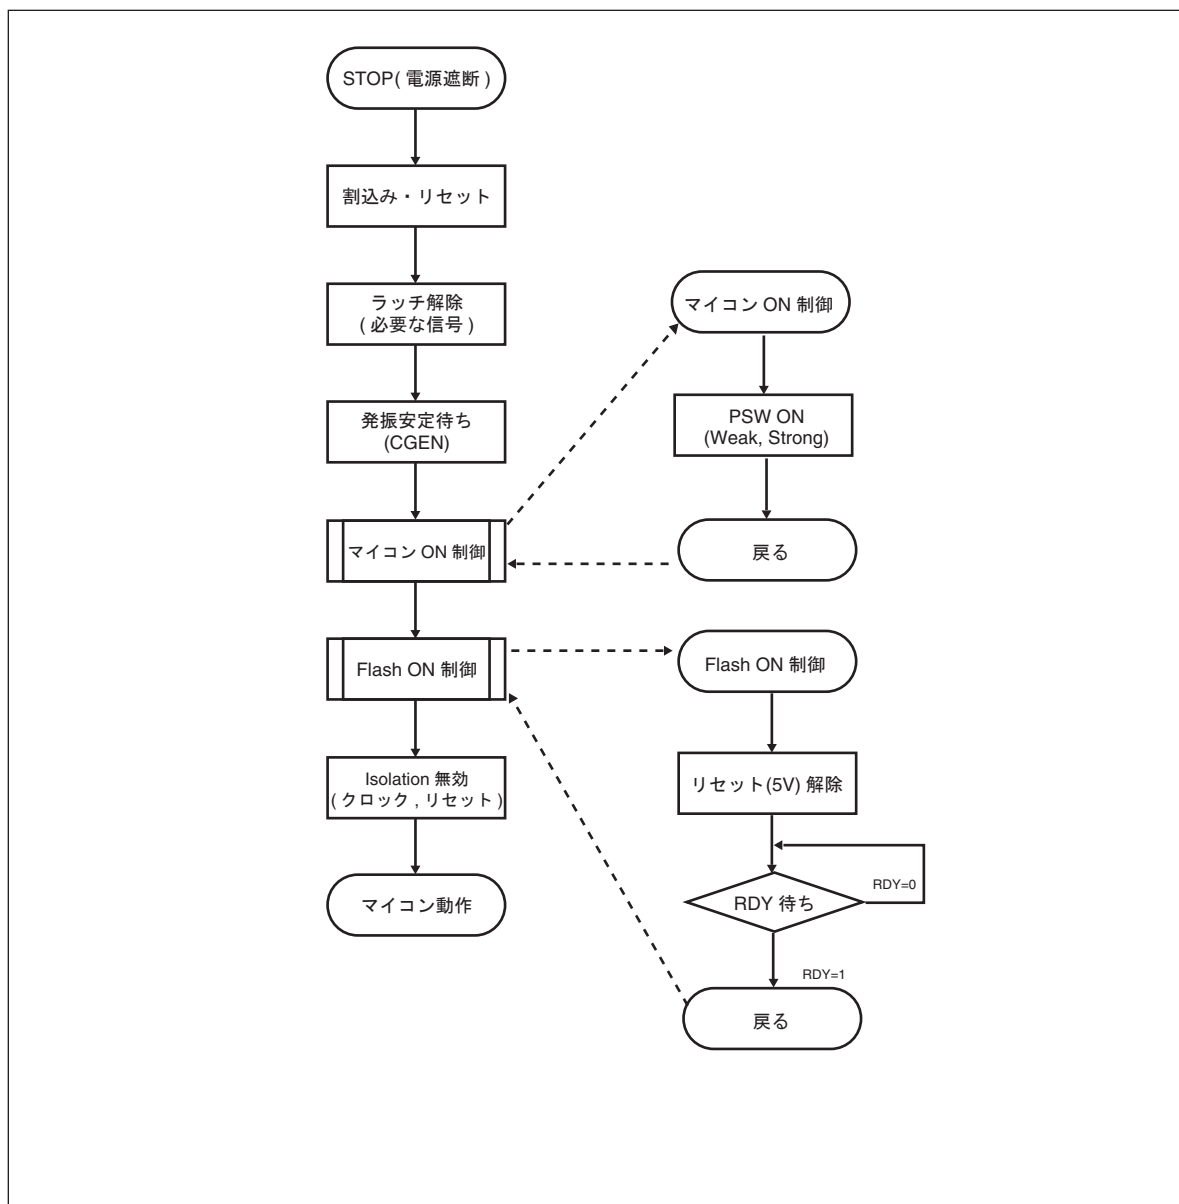 STOP( 電源遮断 )
割込み・リセット
ラッチ解除
( 必要な信号 )
発振安定待ち
(CGEN)
マイコン ON 制御
Flash ON 制御
Isolation 無効
( クロック , リセット )
マイコン動作
マイコン ON 制御
PSW ON
(Weak, Strong)
戻る
Flash ON 制御
リセット(5V) 解除
RDY 待ち
RDY=0
RDY=1
戻る